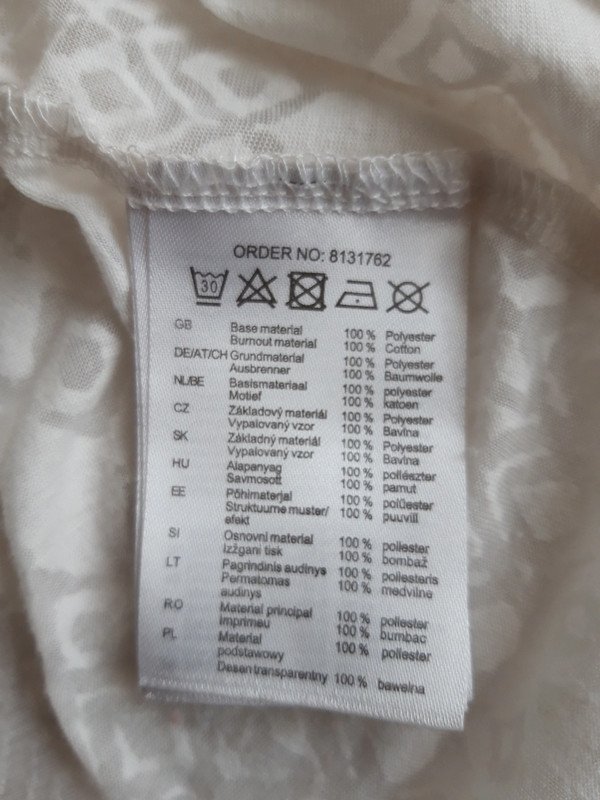 ORDER NO: 8131762
30
GB Base material 100 % Polyester
Burnout material 100 % Cotton
DE/AT/CH Grundmaterial 100 % Polyester
Ausbrenner 100 % Baumwolle
NL/BE Basismateriaal 100 % polyester
Motief 100 % katoen
CZ Základový materiál 100 % Polyester
Vypalovaný vzor 100 % Bavlna
SK Základný materiál 100 % Polyester
Vypalovaný vzor 100 % Bavlna
HU Alapanyag 100 % poliészter
Savmosott 100 % pamut
EE Põhimaterjal 100 % polüester
Struktuurne muster/ 100 % puuvill
efekt
SI Osnovni material 100 % poliester
Izžgani tisk 100 % bombaž
LT Pagrindinis audinys 100 % poliesteris
Permatomas 100 % medvilne
audinys
RO Material principal 100 % poliester
Imprimeu 100 % bumbac
PL Material 100 % poliester
podstawowy
Desen transparentny 100 % bawelna